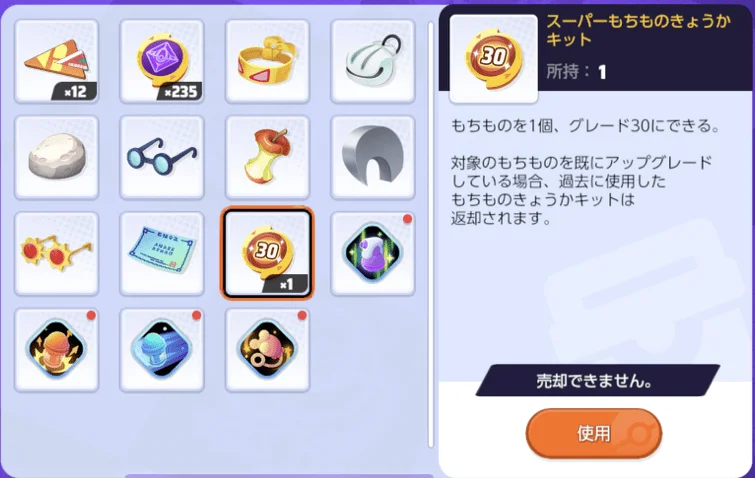 ×12
×235
30
×1
30
スーパーもちものきょうか
キット
所持： 1
もちものを1個、グレード30にできる。
対象のもちものを既にアップグレード
している場合、過去に使用した
もちものきょうかキットは
返却されます。
売却できません。
使用